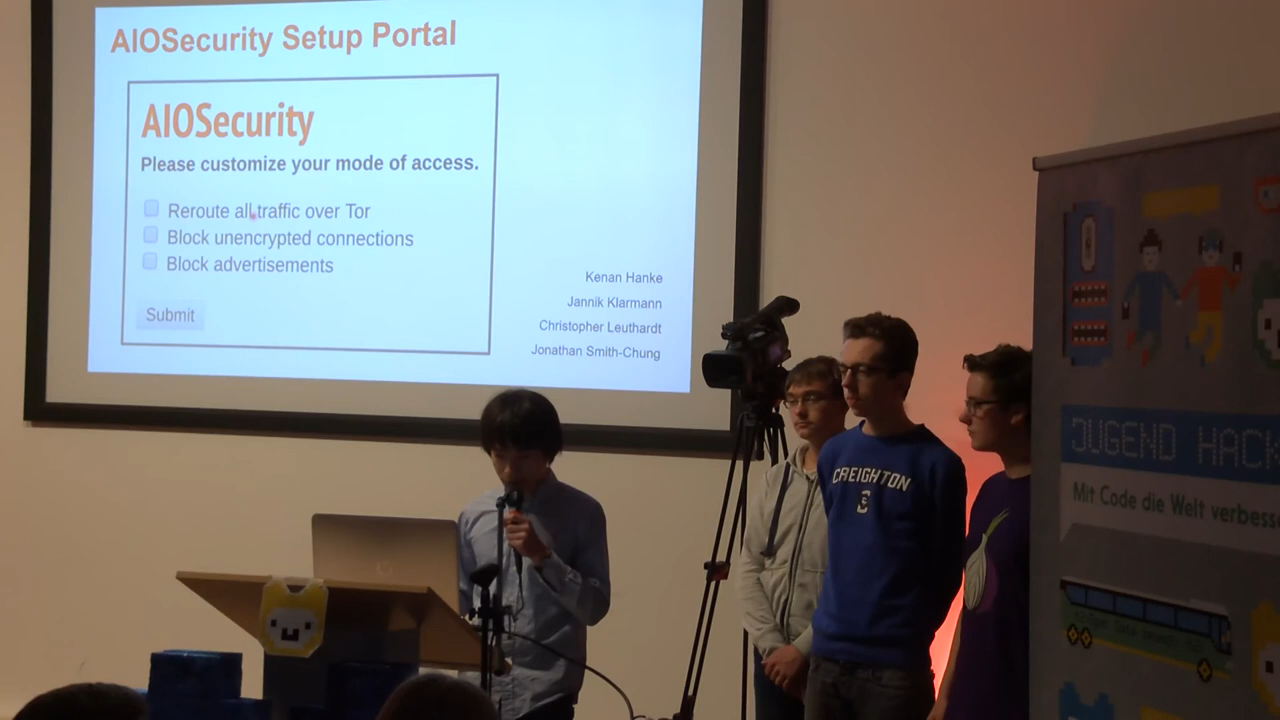 AIOSecurity Setup Portal
AIOSecurity
Please customize your mode of access.
Reroute all traffic over Tor
Block unencrypted connections
Block advertisements
Submit
Kenan Hanke
Jannik Klarmann
Christopher Leuthardt
Jonathan Smith-Chung
CREIGHTON
JUGEND HACK
Mit Code die Welt verbess